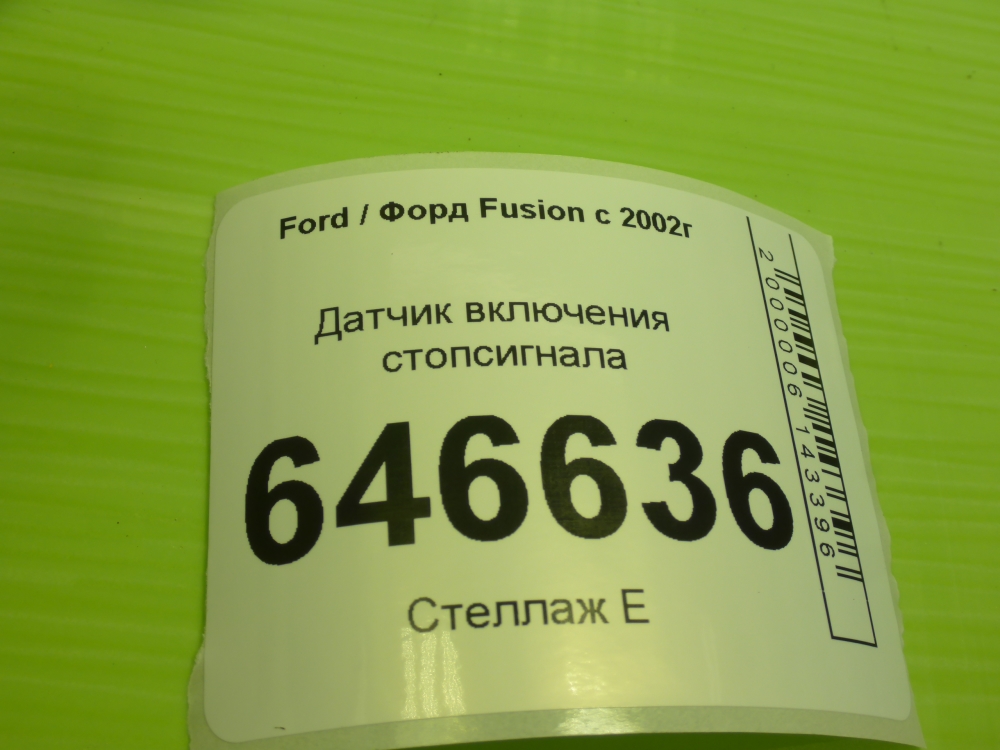 Ford / Форд Fusion с 2002г
Датчик включения
стопсигнала
646636
Стеллаж Е
2000006143396